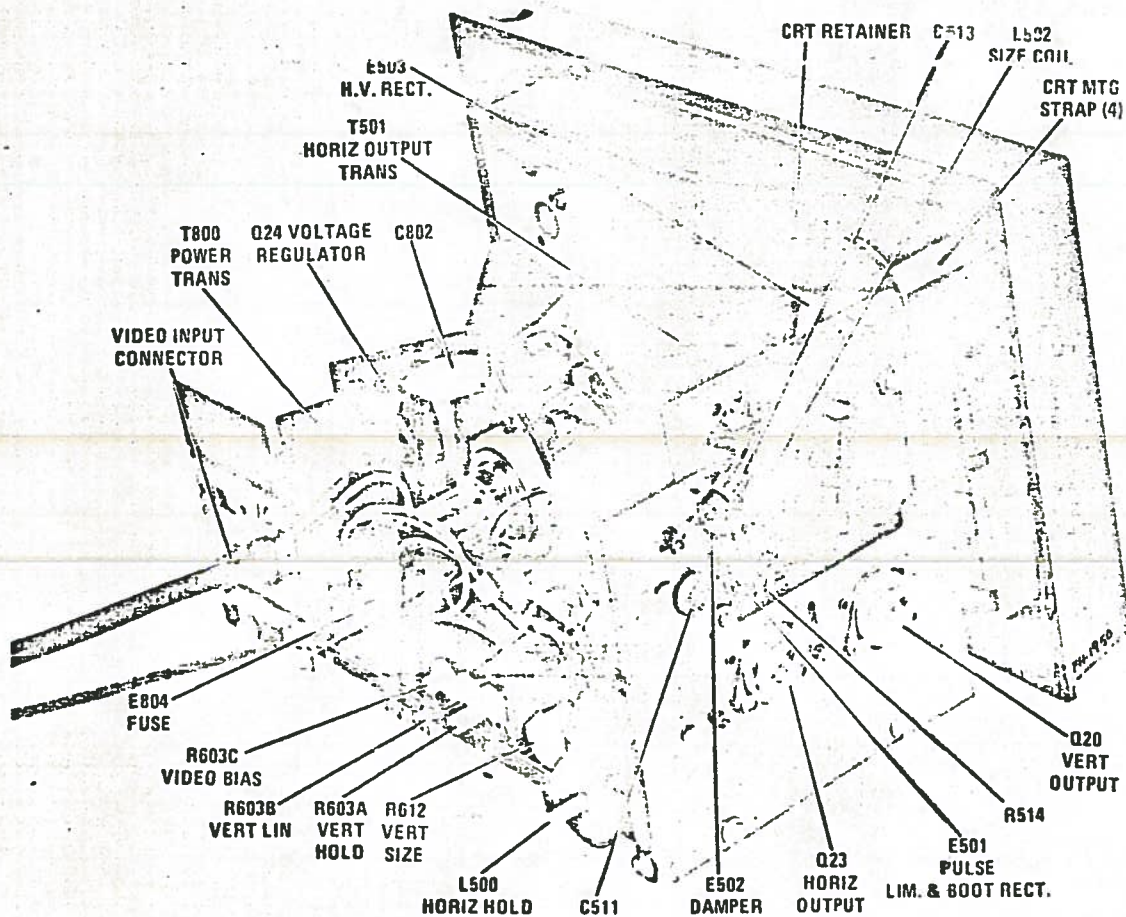 CRT RETAINER
C513
L502
SIZE COIL
CRT MTG
STRAP (4)
E503
H.V. RECT.
T501
HORIZ OUTPUT
TRANS
T800
POWER
TRANS
Q24 VOLTAGE
REGULATOR
C802
VIDEO INPUT
CONNECTOR
E804
FUSE
R603C
VIDEO BIAS
R603B
VERT LIN
R603A
VERT
HOLD
R612
VERT
SIZE
L500
HORIZ HOLD
C511
E502
DAMPER
Q23
HORIZ
OUTPUT
E501
PULSE
LIM. & BOOT RECT.
R514
Q20
VERT
OUTPUT
FH-1950